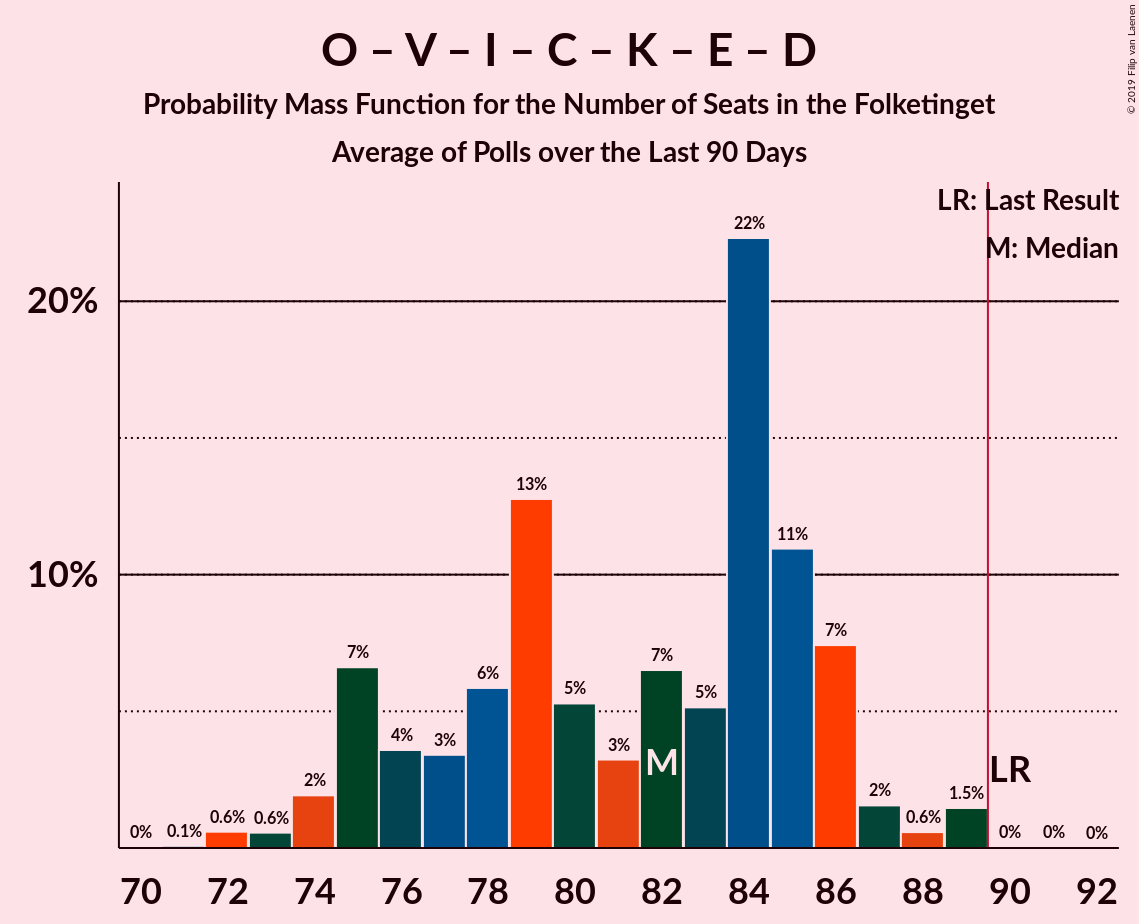 O – V – I – C – K – E – D
Probability Mass Function for the Number of Seats in the Folketinget
Average of Polls over the Last 90 Days
© 2019 Filip van Laenen
LR: Last Result
M: Median
22%
20%
13%
11%
10%
7%
7%
7%
6%
5%
5%
4%
3%
3%
M
LR
2%
2%
1.5%
0%
0.1%
0.6%
0.6%
0.6%
0%
0%
0%
70 72 74 76 78 80 82 84 86 88 90 92